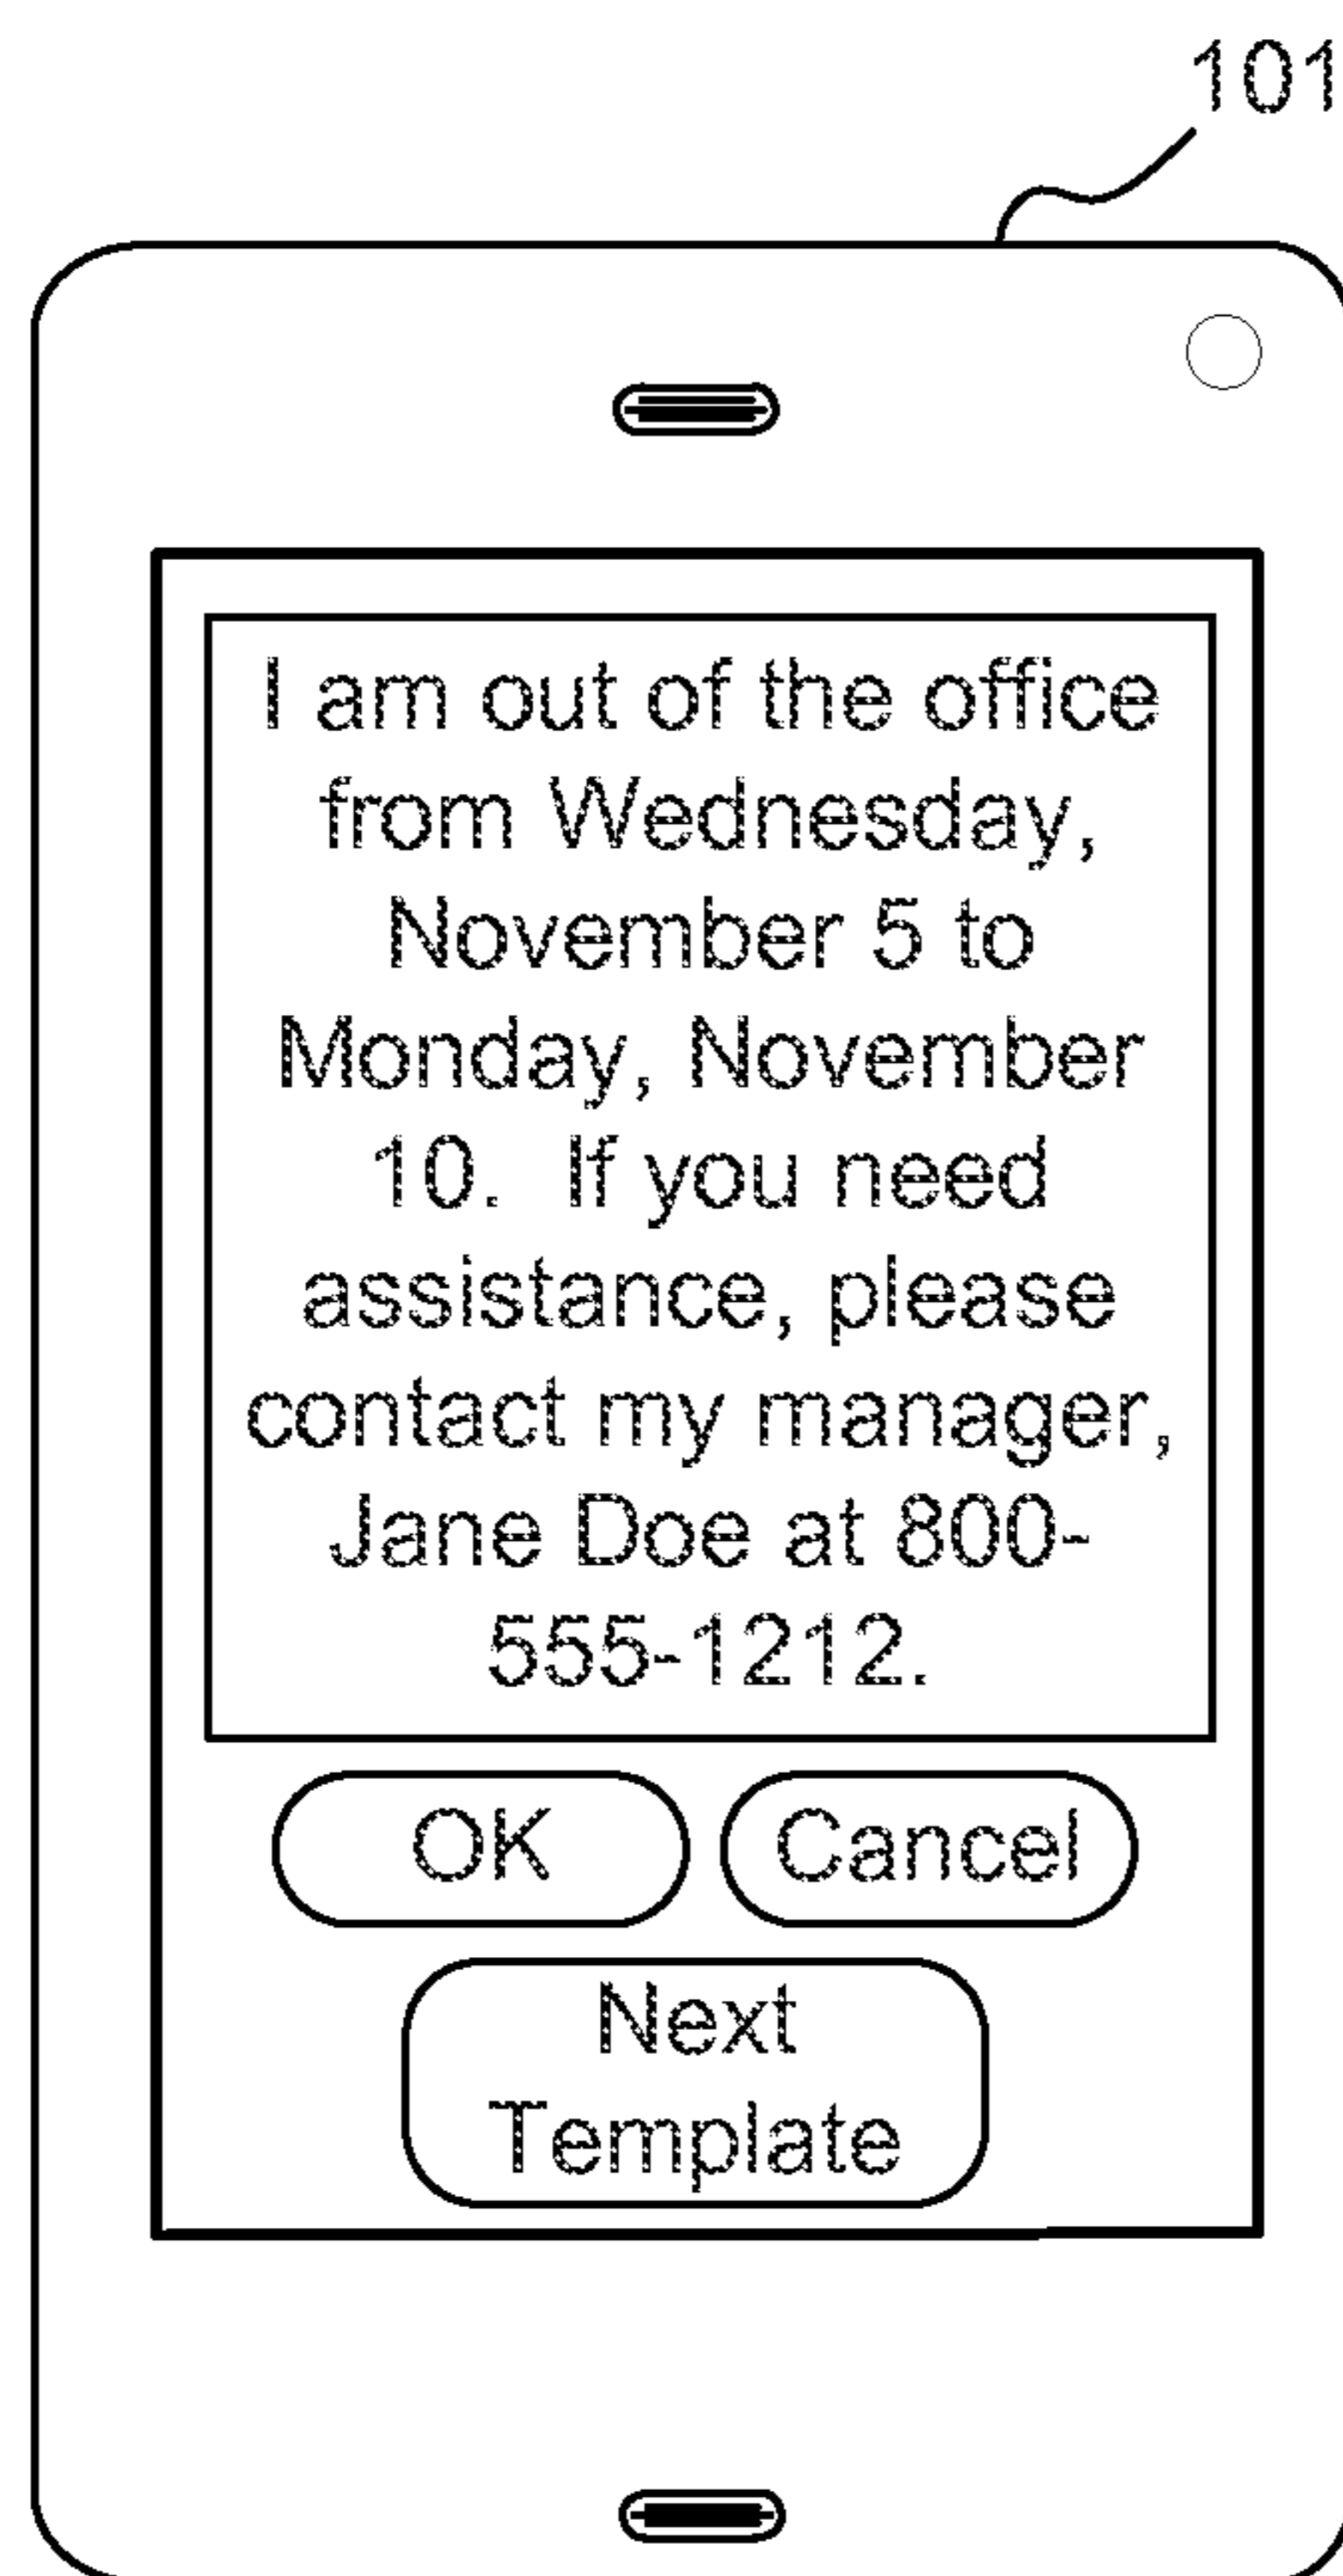 101
I am out of the office
from Wednesday,
November 5 to
Monday, November
10.  If you need
assistance, please
contact my manager,
Jane Doe at 800-
555-1212.
OK
Cancel
Next
Template